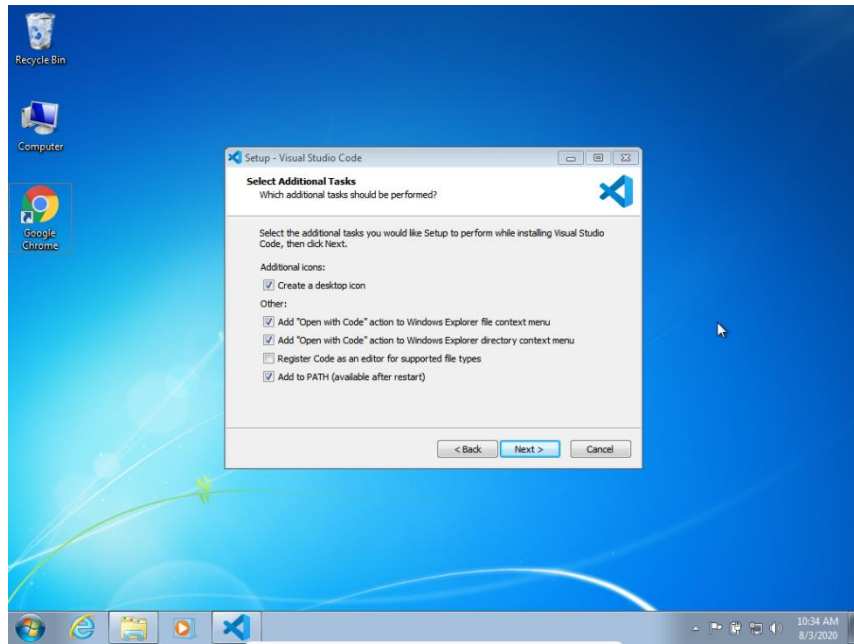 Recycle Bin
Computer
Google
Chrome
Setup - Visual Studio Code
Select Additional Tasks
Which additional tasks should be performed?
Select the additional tasks you would like Setup to perform while installing Visual Studio
Code, then click Next.
Additional icons:
Create a desktop icon
Other:
Add "Open with Code" action to Windows Explorer file context menu
Add "Open with Code" action to Windows Explorer directory context menu
Register Code as an editor for supported file types
Add to PATH (available after restart)
< Back Next > Cancel
10:34 AM
8/3/2020